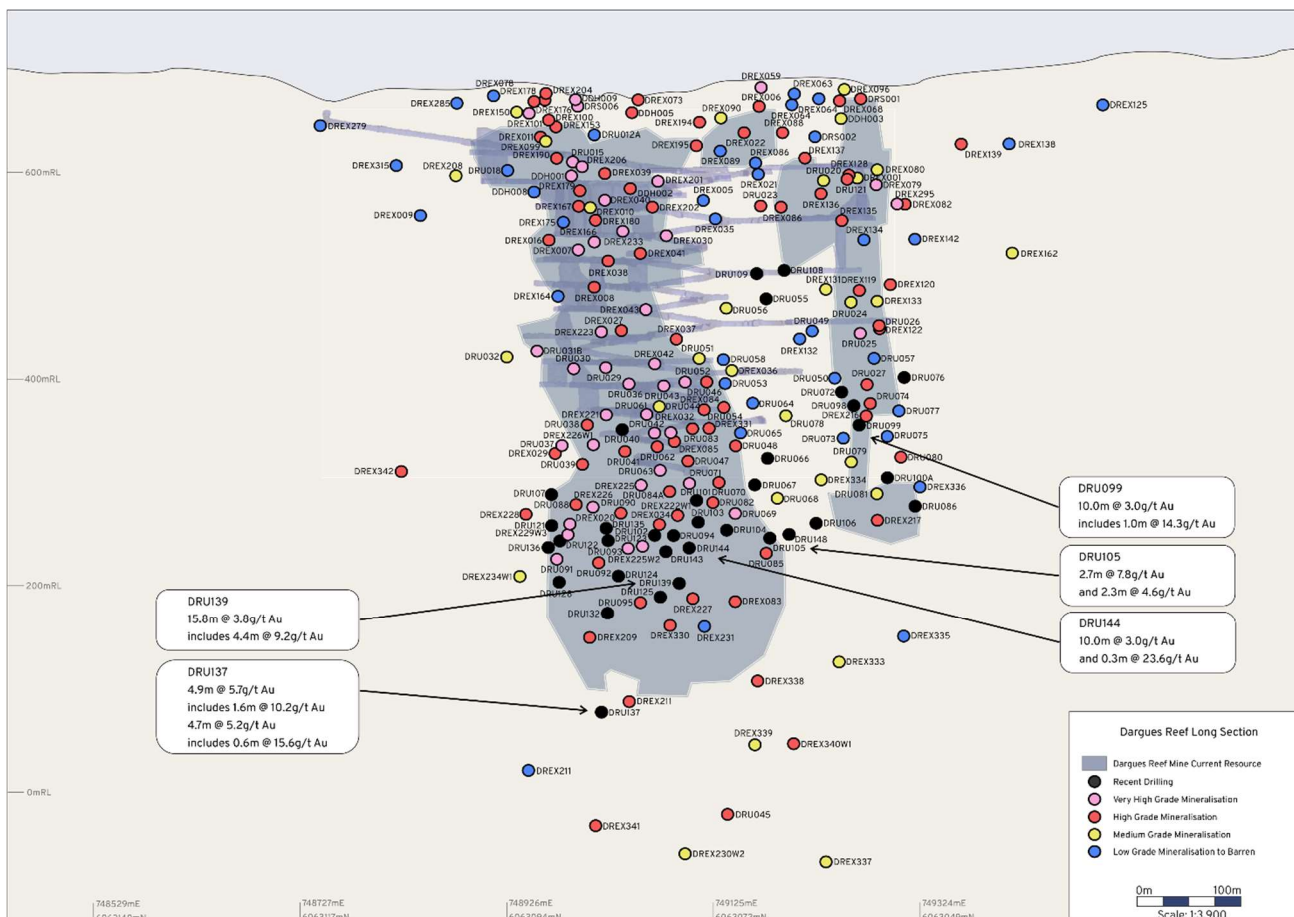 DREX059
DREX078
DREX178
DREX204
DREX063
DREX096
DREX285
DDH009
DRS006
DREX073
DREX006
DREX064
DRS001
DREX125
DREX150
DREX176
DREX100
DDH005
DREX090
DREX064
DREX068
DREX101
DREX153
DREX194
DREX088
DDH003
DREX279
DRU012A
DREX099
DREX022
DRS002
DREX139
DREX138
DREX190
DRU015
DREX206
DREX195
DREX089
DREX086
DREX137
DREX315
DREX208
DRU018
DREX039
DREX021
DRU020
DREX128
DREX080
600mRL
DDH001
DREX201
DREX079
DDH008
DREX179
DDH002
DREX005
DRU023
DRU121
DREX295
DREX167
DREX040
DREX202
DREX086
DREX136
DREX082
DREX009
DREX010
DREX175
DREX180
DREX035
DREX135
DREX166
DREX134
DREX016
DREX233
DREX030
DREX142
DREX007
DREX041
DREX162
DREX038
DRU109
DRU108
DREX131
DREX119
DREX120
DREX164
DREX008
DRU055
DREX133
DREX043
DRU056
DRU024
DREX027
DRU049
DRU026
DREX223
DREX037
DREX132
DREX122
DRU025
DRU032
DRU031B
DRU051
DRU030
DREX042
DRU058
DRU057
DRU029
DRU052
DREX036
400mRL
DRU036
DRU053
DRU050
DRU027
DRU076
DRU043
DRU046
DRU072
DREX084
DRU074
DRU044
DRU064
DRU098
DREX221
DREX032
DRU054
DRU078
DREX216
DRU077
DRU038
DRU042
DREX331
DRU099
DREX226W1
DRU065
DRU037
DRU040
DRU083
DRU073
DRU075
DREX029
DREX085
DRU048
DRU039
DRU041
DRU062
DRU047
DRU066
DRU079
DRU080
DREX342
DRU063
DRU071
DREX334
DRU100A
DRU107
DREX226
DREX225
DRU084A
DRU101
DRU070
DRU067
DREX336
DRU088
DRU090
DREX222W1
DRU082
DRU068
DRU081
DRU086
DREX228
DREX020
DREX034
DRU103
DRU069
DRU121
DRU135
DRU106
DREX217
DREX229W3
DRU102
DRU104
DRU122
DRU123
DRU094
DRU148
DRU136
DRU093
DRU144
DRU105
DREX225W2
DRU143
DRU085
DRU091
DRU092
DREX234W1
DRU124
200mRL
DRU128
DRU139
DRU125
DRU095
DREX227
DREX083
DRU132
DREX209
DREX330
DREX231
DREX335
DREX333
DREX338
DREX211
DRU137
DREX339
DREX340W1
DREX211
0mRL
DREX341
DRU045
DREX230W2
DREX337
DRU099
10.0m @ 3.0g/t Au
includes 1.0m @ 14.3g/t Au
DRU105
2.7m @ 7.8g/t Au
and 2.3m @ 4.6g/t Au
DRU144
10.0m @ 3.0g/t Au
and 0.3m @ 23.6g/t Au
DRU139
15.8m @ 3.8g/t Au
includes 4.4m @ 9.2g/t Au
DRU137
4.9m @ 5.7g/t Au
includes 1.6m @ 10.2g/t Au
4.7m @ 5.2g/t Au
includes 0.6m @ 15.6g/t Au
Dargues Reef Long Section
Dargues Reef Mine Current Resource
Recent Drilling
Very High Grade Mineralisation
High Grade Mineralisation
Medium Grade Mineralisation
Low Grade Mineralisation to Barren
0m 100m
Scale: 1:3,900
748529mE 748727mE 748926mE 749125mE 749324mE